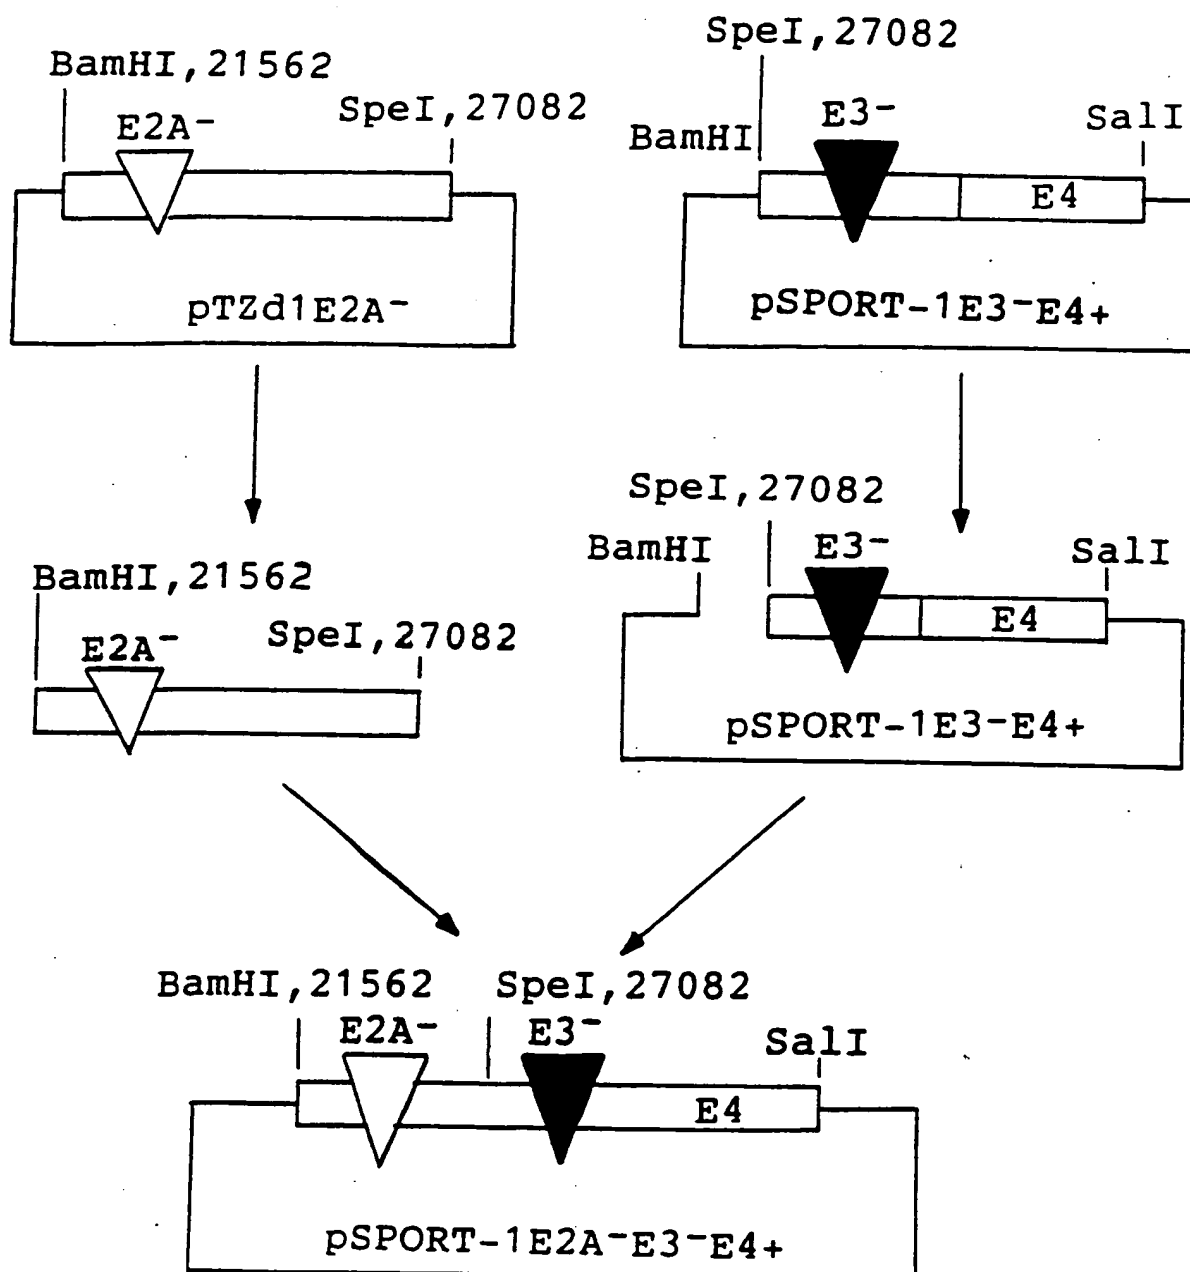 SpeI,27082
BamHI,21562
SpeI,27082
E2A-
E3-
SalI
BamHI
E4
pTZd1E2A-
pSPORT-1E3-E4+
SpeI,27082
BamHI
E3-
SalI
BamHI,21562
E4
SpeI,27082
E2A-
pSPORT-1E3-E4+
BamHI,21562
SpeI,27082
E2A-
E3-
SalI
E4
pSPORT-1E2A-E3-E4+